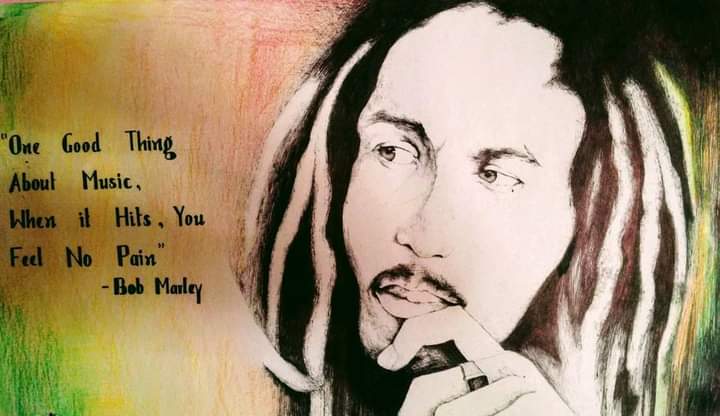 "One Good Thing
About Music,
When it Hits, You
Feel No Pain"
- Bob Marley